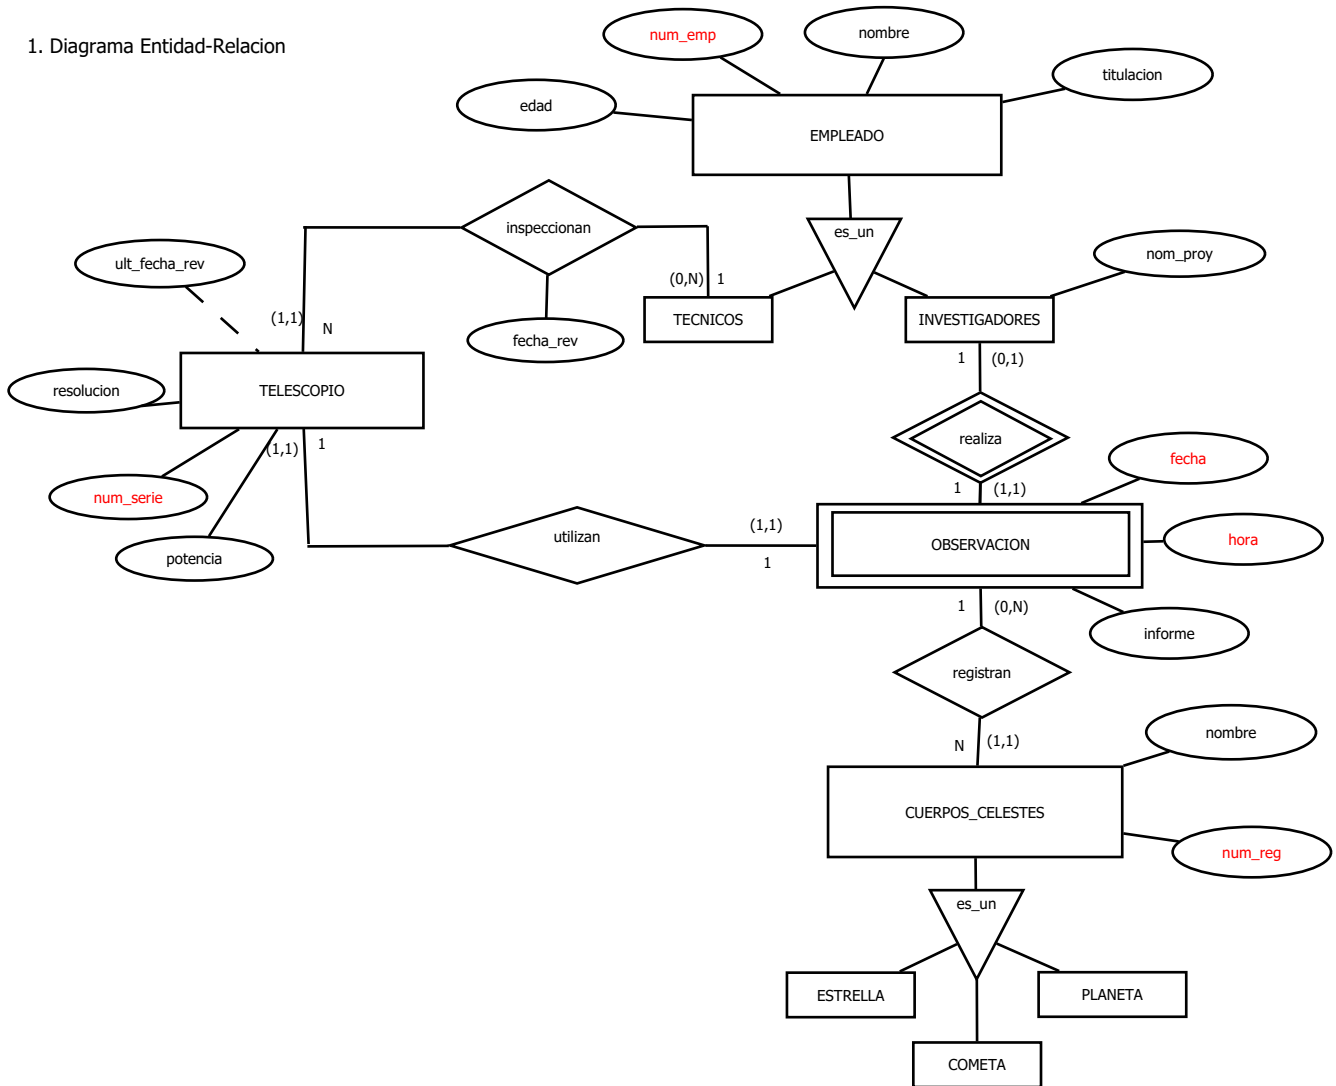 1. Diagrama Entidad-Relacion
num_emp
nombre
titulacion
edad
EMPLEADO
inspeccionan
es_un
ult_fecha_rev
nom_proy
(0,N) 1
(1,1) N
TECNICOS
INVESTIGADORES
fecha_rev
1 (0,1)
resolucion
TELESCOPIO
(1,1) 1
realiza
fecha
num_serie
1 (1,1)
utilizan
(1,1)
1
OBSERVACION
hora
potencia
1 (0,N)
informe
registran
nombre
N (1,1)
CUERPOS_CELESTES
num_reg
es_un
ESTRELLA
PLANETA
COMETA